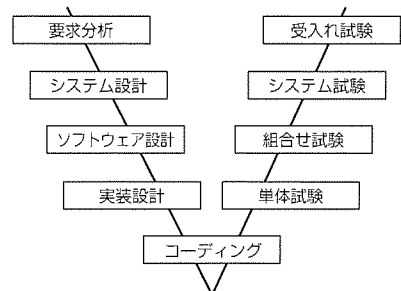 要求分析
受入れ試験
システム設計
システム試験
ソフトウェア設計
組合せ試験
実装設計
単体試験
コーディング